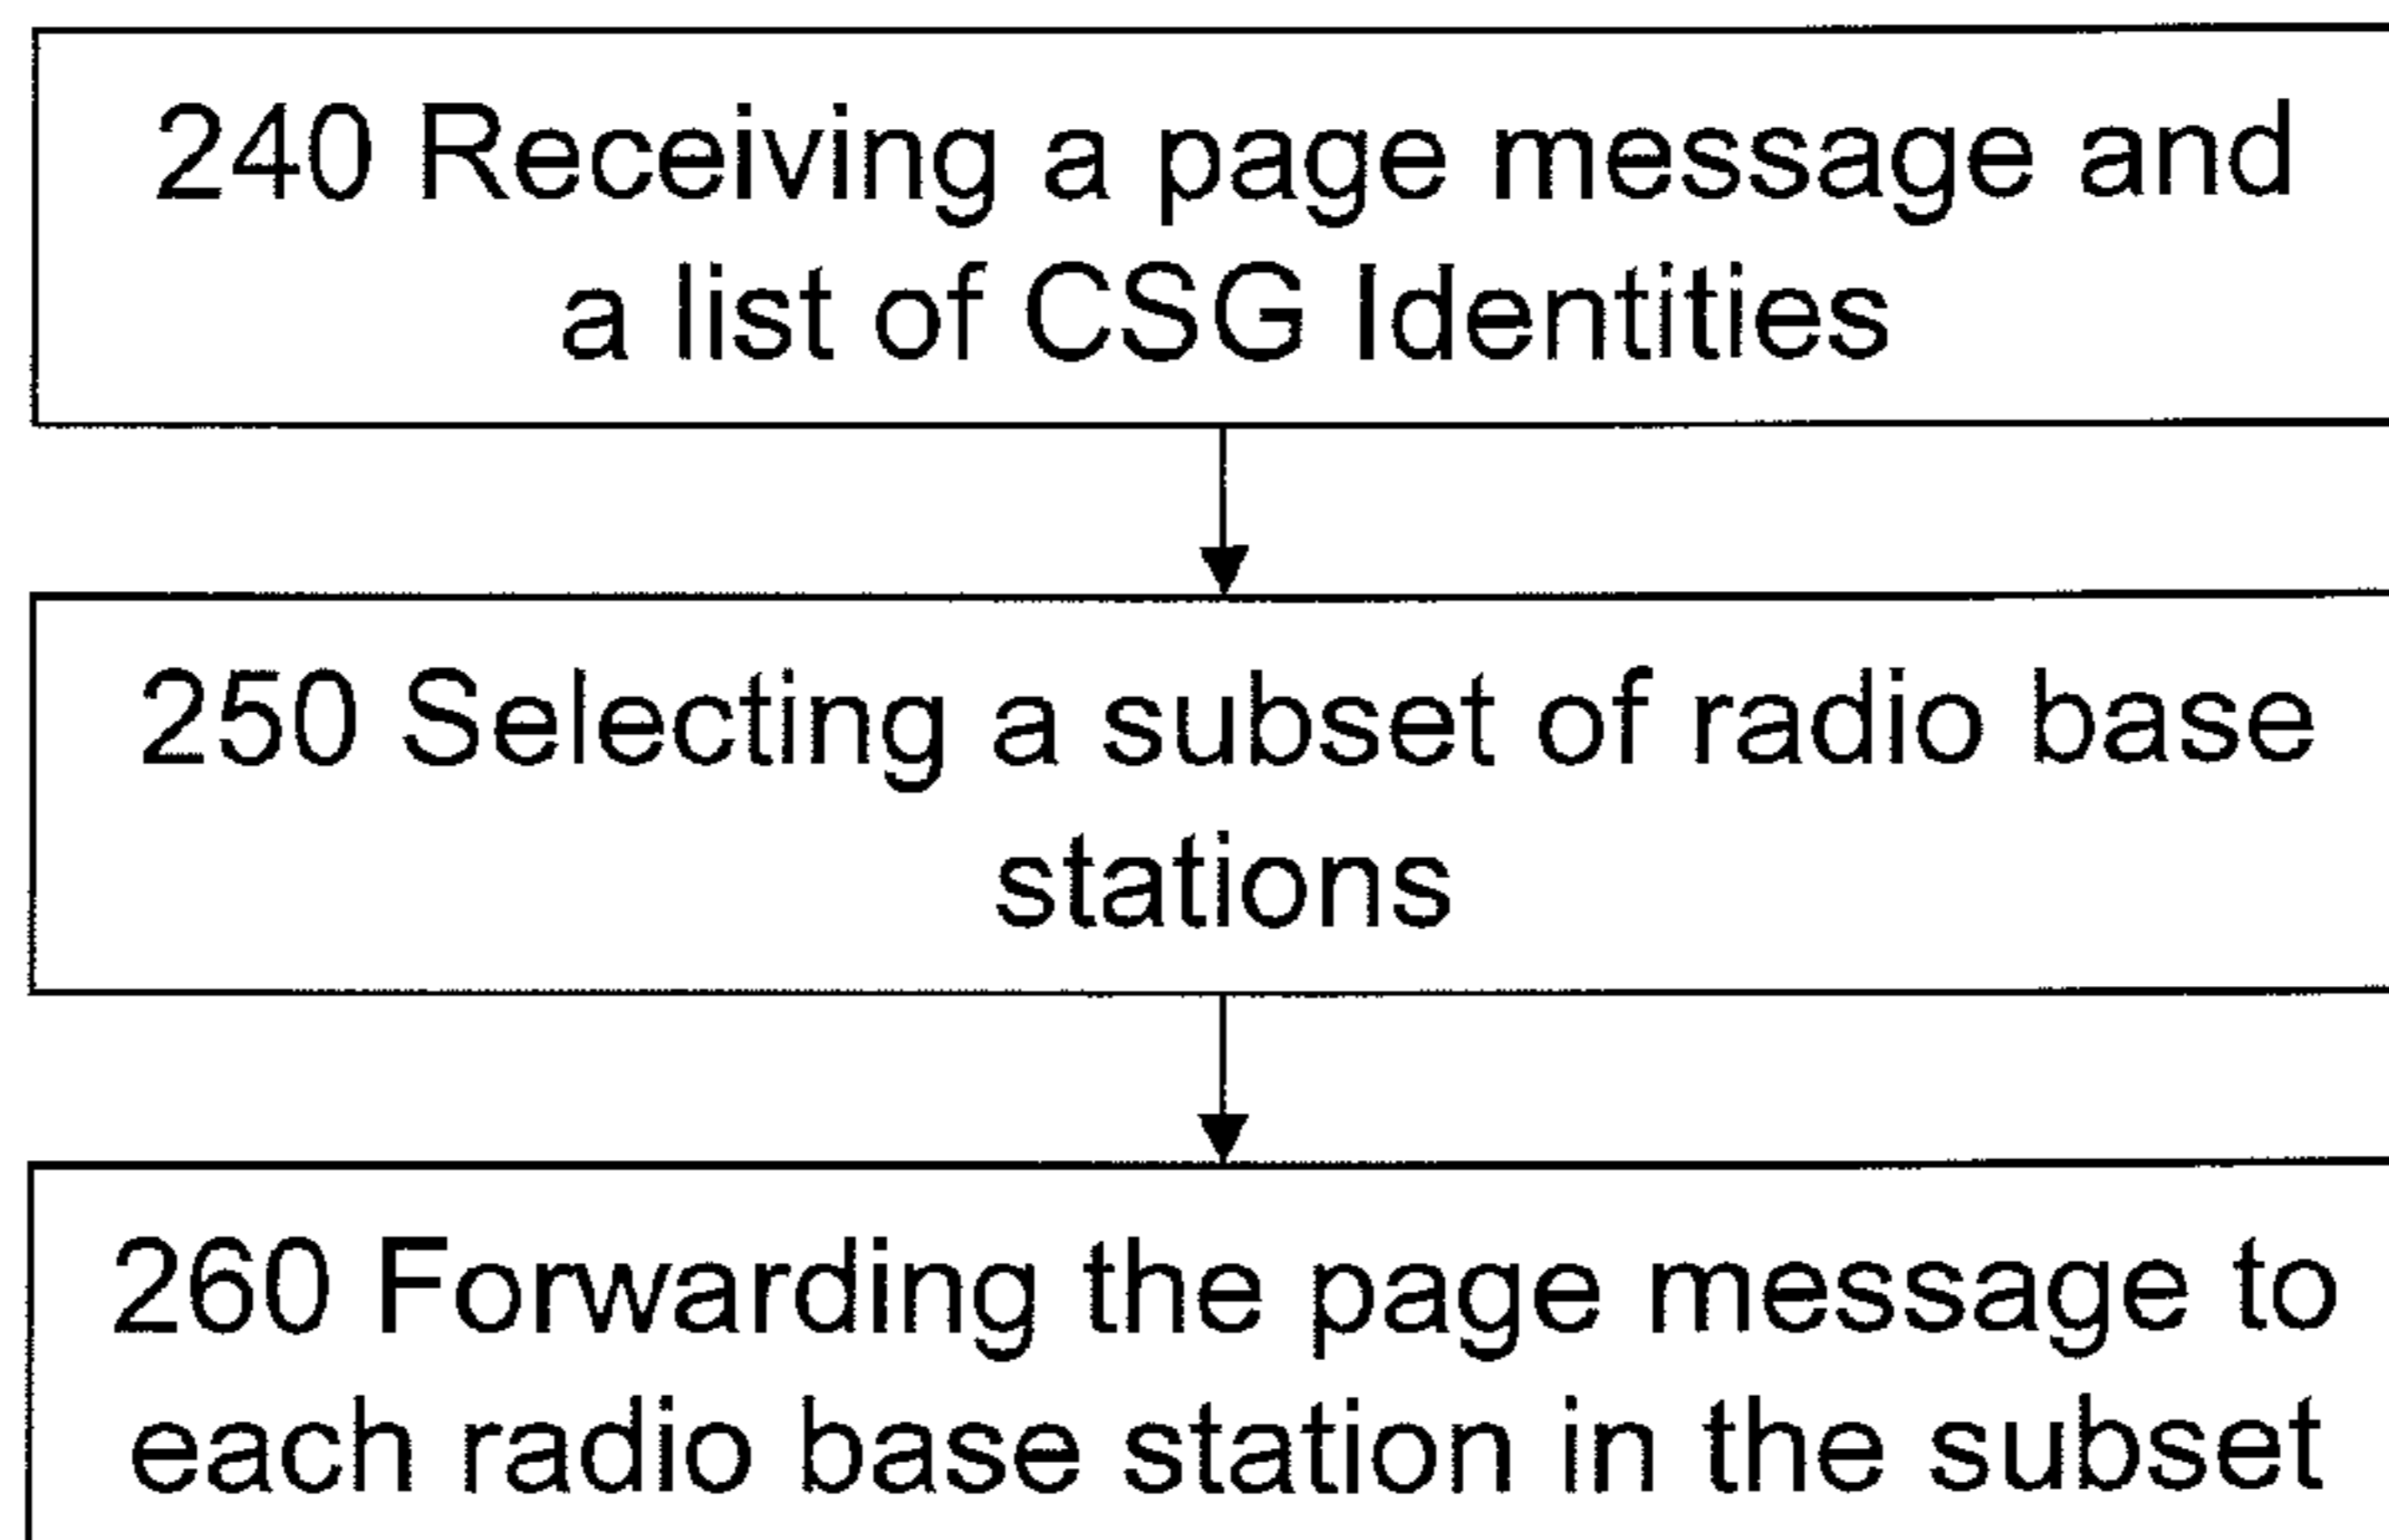 240 Receiving a page message and
a list of CSG Identities
250 Selecting a subset of radio base
stations
260 Forwarding the page message to
each radio base station in the subset